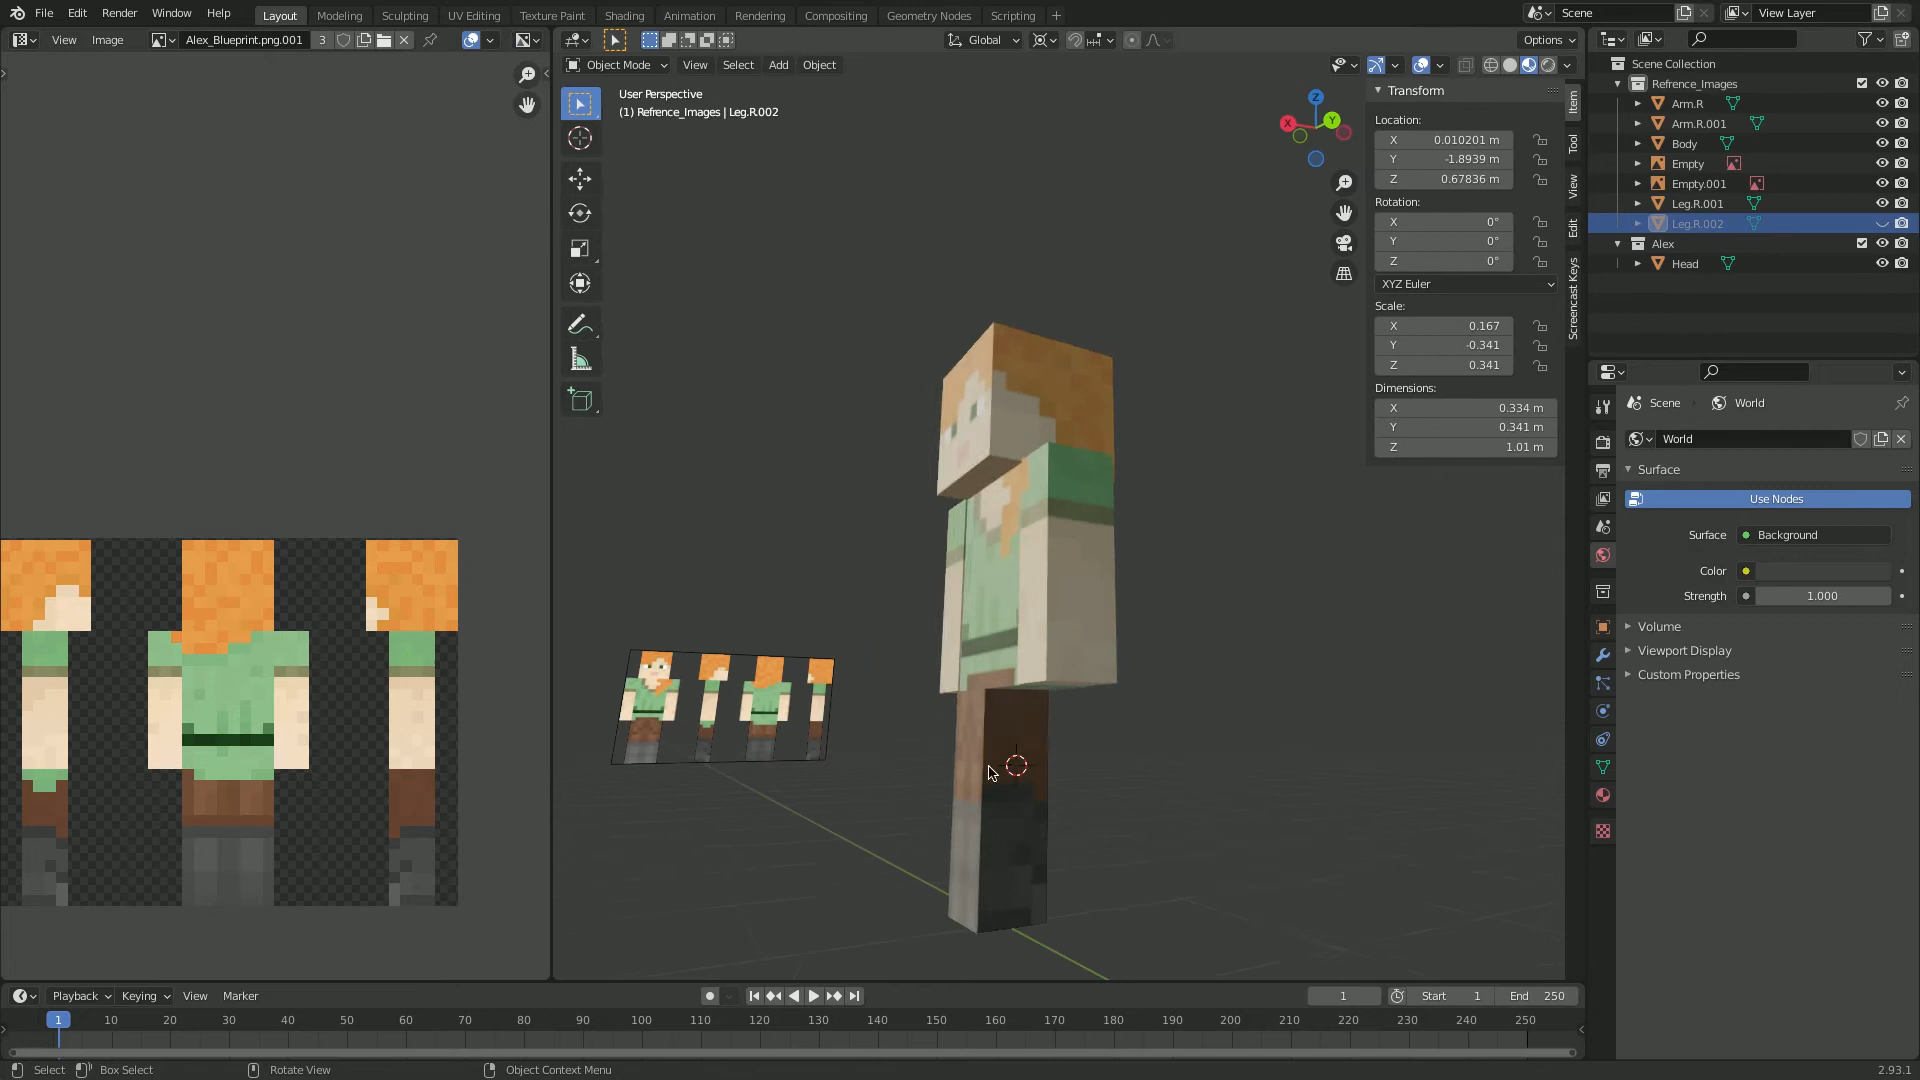 File Edit Render Window Help Layout Modeling Sculpting UV Editing Texture Paint Shading Animation Rendering Compositing Geometry Nodes Scripting + Scene View Layer
View Image Alex_Blueprint.png.001 3 Global Options
Object Mode View Select Add Object
User Perspective
(1) Refrence_Images | Leg.R.002
Z
X
Y
Transform
Location:
X 0.010201 m
Y -1.8939 m
Z 0.67836 m
Rotation:
X 0°
Y 0°
Z 0°
XYZ Euler
Scale:
X 0.167
Y -0.341
Z 0.341
Dimensions:
X 0.334 m
Y 0.341 m
Z 1.01 m
Item
Tool
View
Edit
Screencast Keys
Scene Collection
Refrence_Images
Arm.R
Arm.R.001
Body
Empty
Empty.001
Leg.R.001
Leg.R.002
Alex
Head
Scene World
World
Surface
Use Nodes
Surface Background
Color
Strength 1.000
Volume
Viewport Display
Custom Properties
Playback Keying View Marker 1 Start 1 End 250
1 10 20 30 40 50 60 70 80 90 100 110 120 130 140 150 160 170 180 190 200 210 220 230 240 250
Select Box Select Rotate View Object Context Menu 2.93.1